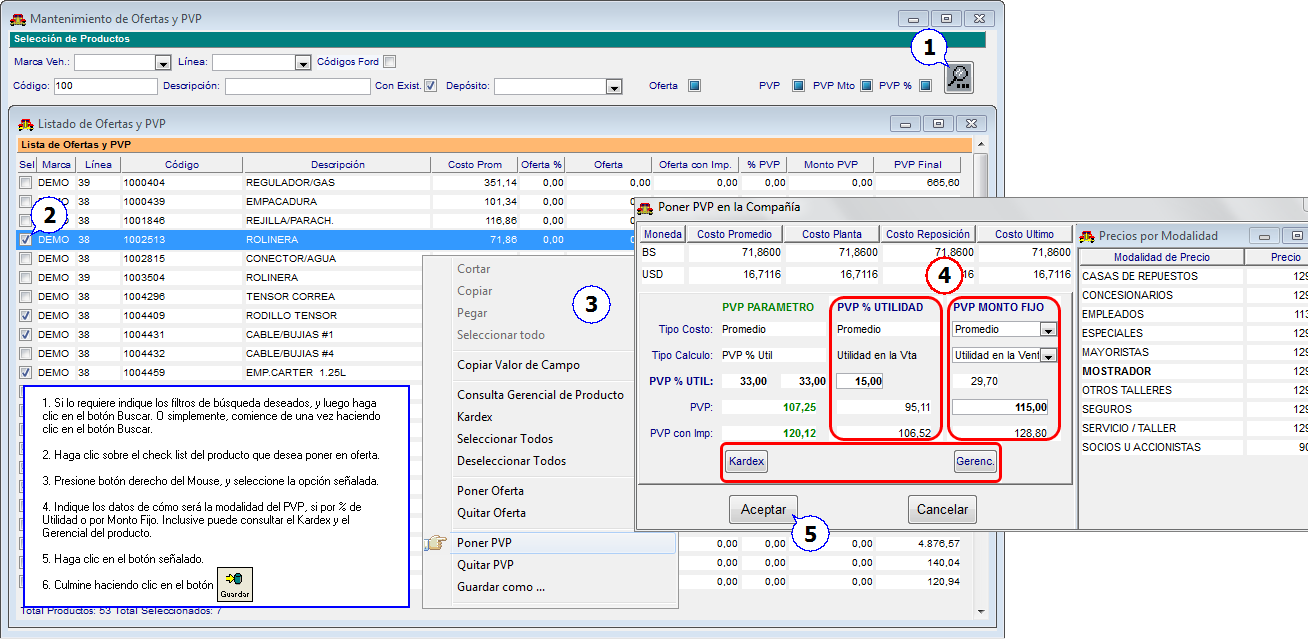 Mantenimiento de Ofertas y PVP
Selección de Productos
1
Marca Veh.: Línea: Códigos Ford
Código: 100 Descripción: Con Exist. Depósito: Oferta PVP PVP Mto PVP %
Listado de Ofertas y PVP
Lista de Ofertas y PVP
Sel Marca Línea Código Descripción Costo Prom Oferta % Oferta Oferta con Imp. % PVP Monto PVP PVP Final
DEMO 39 1000404 REGULADOR/GAS 351,14 0,00 0,00 0,00 0,00 0,00 665,60
DEMO 38 1000439 EMPACADURA 101,34 0,00
DEMO 38 1001846 REJILLA/PARACH. 116,86 0,00
2
DEMO 38 1002513 ROLINERA 71,86 0,00
DEMO 38 1002815 CONECTOR/AGUA
DEMO 39 1003504 ROLINERA
DEMO 38 1004296 TENSOR CORREA
DEMO 38 1004409 RODILLO TENSOR
DEMO 38 1004431 CABLE/BUJIAS #1
DEMO 38 1004432 CABLE/BUJIAS #4
DEMO 38 1004459 EMP.CARTER 1.25L
Cortar
Copiar
Pegar
Seleccionar todo
3
Copiar Valor de Campo
Consulta Gerencial de Producto
Kardex
Seleccionar Todos
Deseleccionar Todos
Poner Oferta
Quitar Oferta
Poner PVP
Quitar PVP
Guardar como ...
Poner PVP en la Compañía
Moneda Costo Promedio Costo Planta Costo Reposición Costo Ultimo
BS 71,8600 71,8600 71,8600 71,8600
USD 16,7116 16,7116 16 16,7116
4
PVP PARAMETRO PVP % UTILIDAD PVP MONTO FIJO
Tipo Costo: Promedio Promedio Promedio
Tipo Calculo: PVP % Util Utilidad en la Vta Utilidad en la Vent
PVP % UTIL: 33,00 33,00 15,00 29,70
PVP: 107,25 95,11 115,00
PVP con Imp: 120,12 106,52 128,80
Kardex Gerenc.
Aceptar Cancelar
5
Precios por Modalidad
Modalidad de Precio Precio
CASAS DE REPUESTOS 129
CONCESIONARIOS 129
EMPLEADOS 113
ESPECIALES 129
MAYORISTAS 129
MOSTRADOR 129
OTROS TALLERES 129
SEGUROS 129
SERVICIO / TALLER 129
SOCIOS U ACCIONISTAS 90
0,00 0,00 0,00 4.876,57
0,00 0,00 0,00 140,04
0,00 0,00 0,00 120,94
1. Si lo requiere indique los filtros de búsqueda deseados, y luego haga
clic en el botón Buscar. O simplemente, comience de una vez haciendo
clic en el botón Buscar.
2. Haga clic sobre el check list del producto que desea poner en oferta.
3. Presione botón derecho del Mouse, y seleccione la opción señalada.
4. Indique los datos de cómo será la modalidad del PVP, si por % de
Utilidad o por Monto Fijo. Inclusive puede consultar el Kardex y el
Gerencial del producto.
5. Haga clic en el botón señalado.
6. Culmine haciendo clic en el botón
Guardar
Total Productos: 53 Total Seleccionados: 7